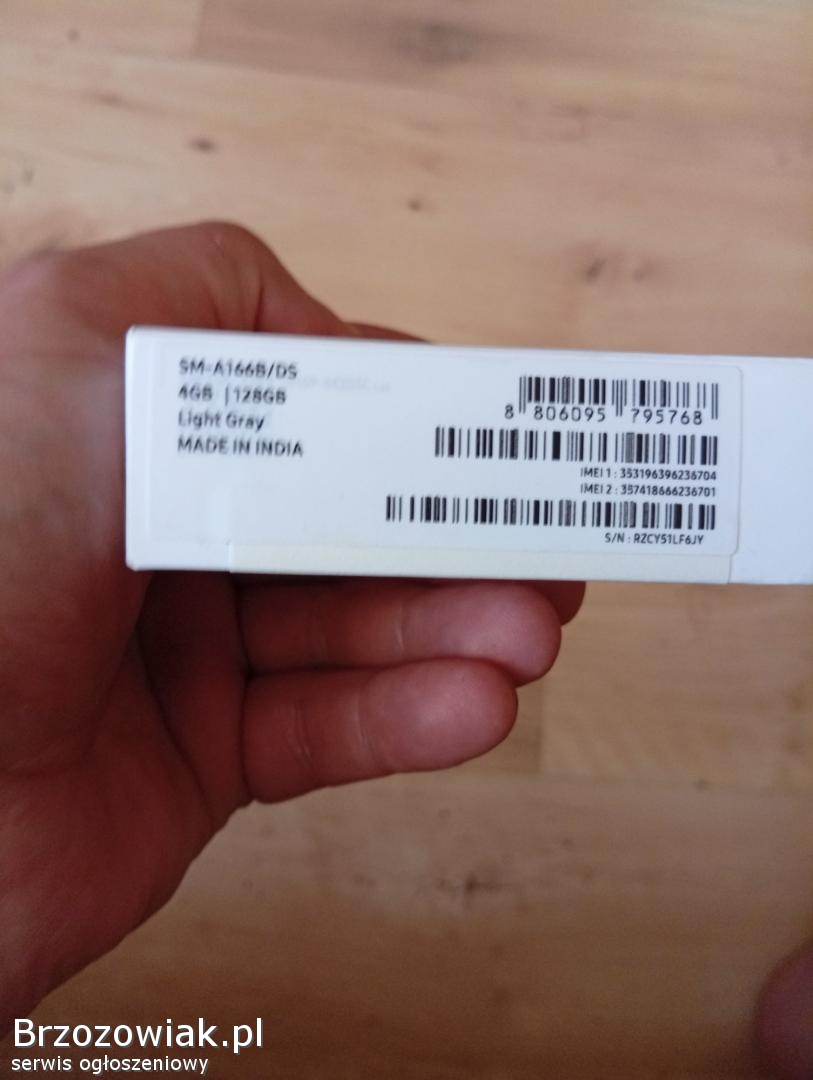 SM-A166B/DS
4GB | 128GB
Light Gray
MADE IN INDIA
8 806095 795768
IMEI 1 : 353196396236704
IMEI 2 : 357418666236701
S/N : RZCY51LF6JY
Brzozowiak.pl
serwis ogłoszeniowy